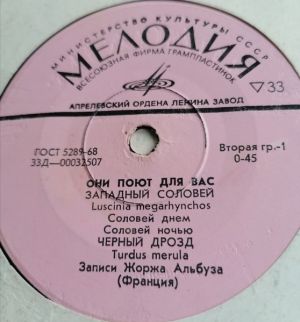 МИНИСТЕРСТВО КУЛЬТУРЫ СССР
МЕЛОДИЯ
ВСЕСОЮЗНАЯ ФИРМА ГРАМПЛАСТИНОК
▽33
АПРЕЛЕВСКИЙ ОРДЕНА ЛЕНИНА ЗАВОД
ГОСТ 5289-68
33Д—00032507
Вторая гр.-1
0-45
ОНИ ПОЮТ ДЛЯ ВАС
ЗАПАДНЫЙ СОЛОВЕЙ
Luscinia megarhynchos
Соловей днем
Соловей ночью
ЧЕРНЫЙ ДРОЗД
Turdus merula
Записи Жоржа Альбуза
(Франция)